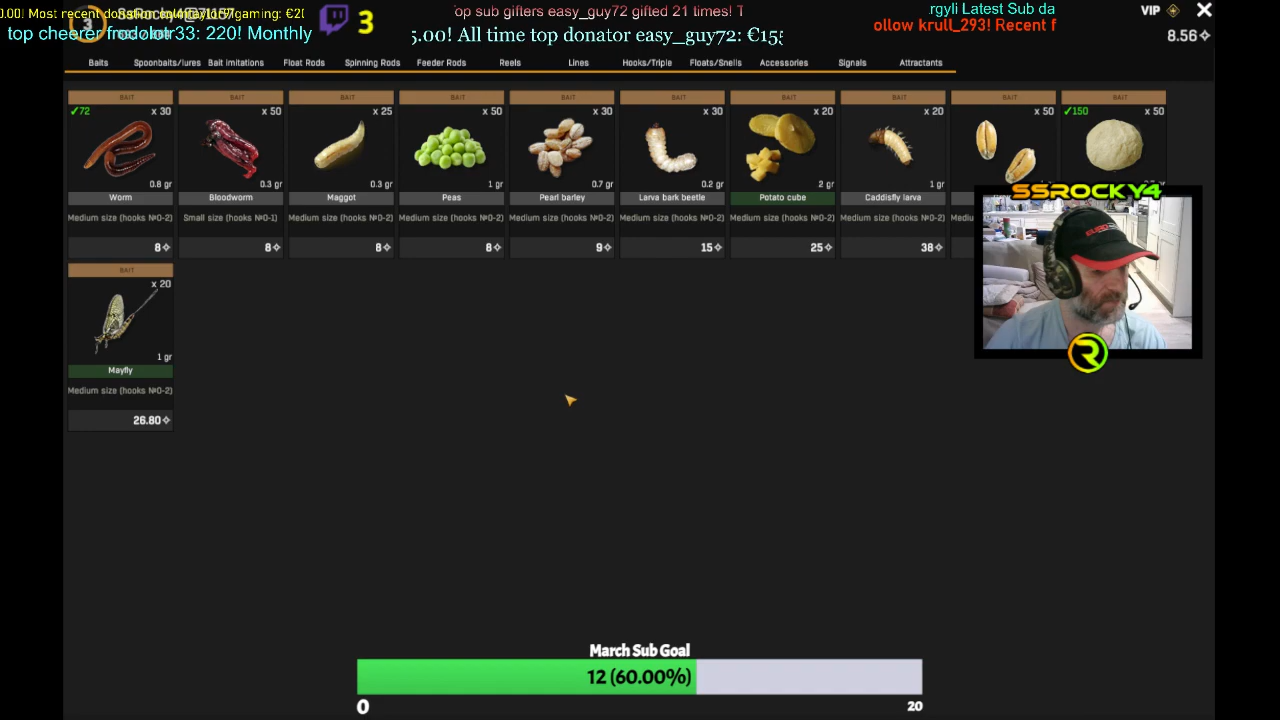 0.00! Most recent donation
op sub gifters easy_guy72 gifted 21 times! T
rgyli Latest Sub da
VIP
3
3
top cheerer
33: 220! Monthly
5.00! All time top donator easy_guy72: €155
ollow krull_293! Recent f
8.56
Baits
Spoonbaits/lures
Bait imitations
Float Rods
Spinning Rods
Feeder Rods
Reels
Lines
Hooks/Triple
Floats/Snells
Accessories
Signals
Attractants
BAIT
✓72
x 30
0.8 gr
Worm
Medium size (hooks №0-2)
8
BAIT
x 50
0.3 gr
Bloodworm
Small size (hooks №0-1)
8
BAIT
x 25
0.3 gr
Maggot
Medium size (hooks №0-2)
8
BAIT
x 50
1 gr
Peas
Medium size (hooks №0-2)
8
BAIT
x 30
0.7 gr
Pearl barley
Medium size (hooks №0-2)
9
BAIT
x 30
0.2 gr
Larva bark beetle
Medium size (hooks №0-2)
15
BAIT
x 20
2 gr
Potato cube
Medium size (hooks №0-2)
25
BAIT
x 20
1 gr
Caddisfly larva
Medium size (hooks №0-2)
38
BAIT
x 50
BAIT
✓150
x 50
SSROCKY4
R
BAIT
x 20
1 gr
Mayfly
Medium size (hooks №0-2)
26.80
March Sub Goal
12 (60.00%)
0
20